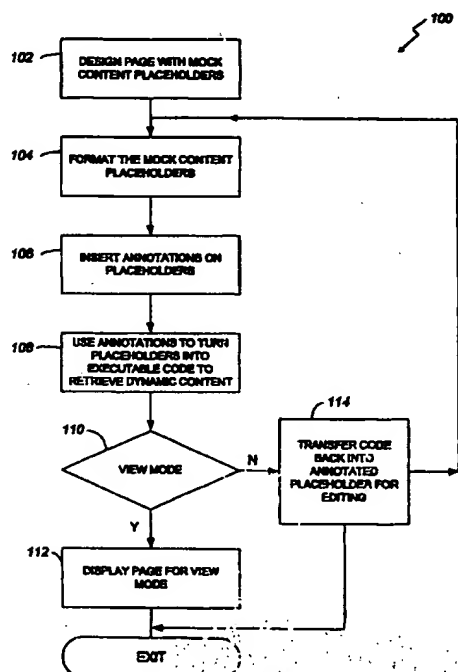 100
102
DESIGN PAGE WITH MOCK
CONTENT PLACEHOLDERS
104
FORMAT THE MOCK CONTENT
PLACEHOLDERS
106
INSERT ANNOTATIONS ON
PLACEHOLDERS
108
USE ANNOTATIONS TO TURN
PLACEHOLDERS INTO
EXECUTABLE CODE TO
RETRIEVE DYNAMIC CONTENT
110
VIEW MODE
N
114
TRANSFER CODE
BACK INTO
ANNOTATED
PLACEHOLDER FOR
EDITING
Y
112
DISPLAY PAGE FOR VIEW
MODE
EXIT